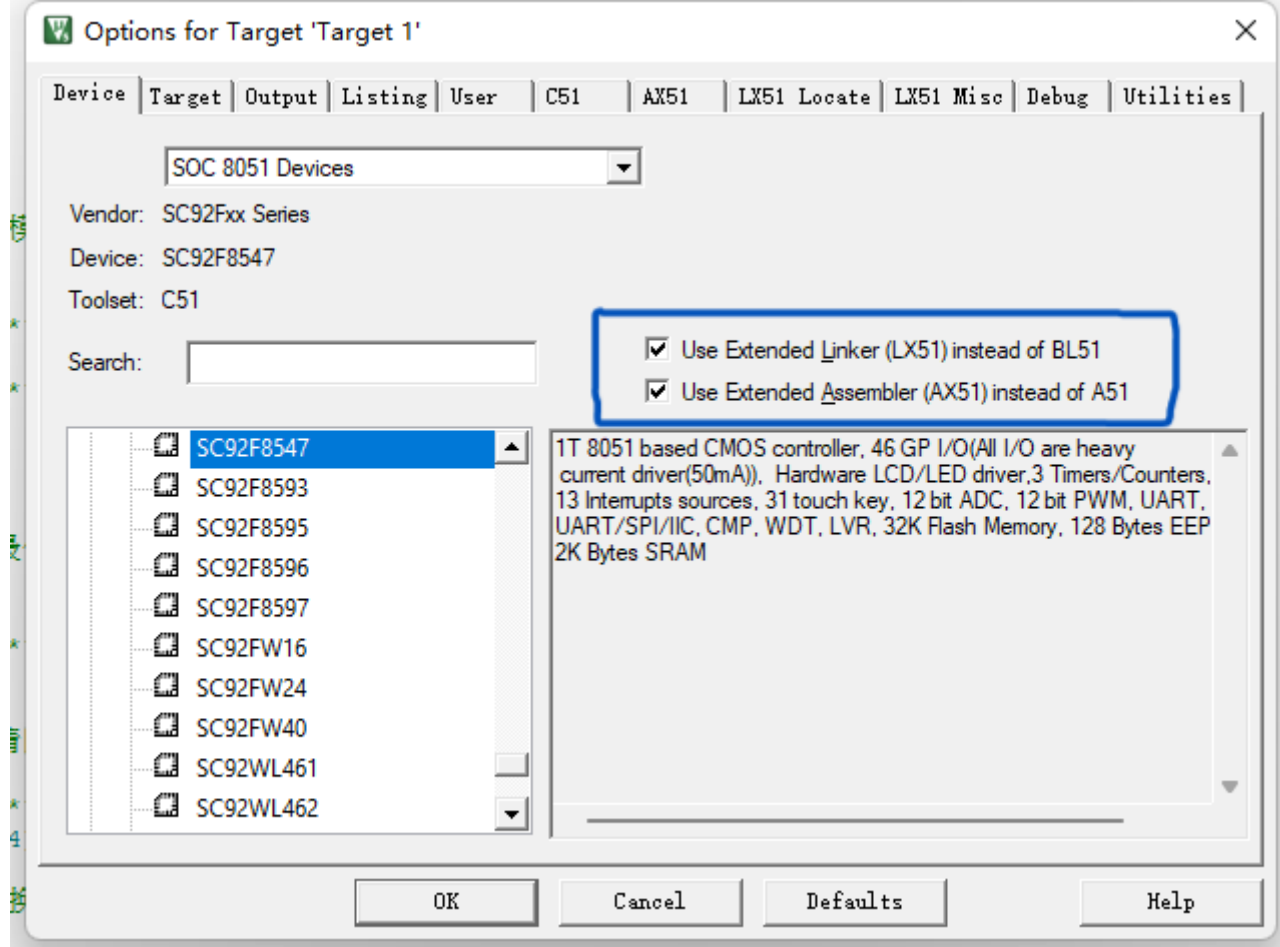 Options for Target 'Target 1'
Device Target Output Listing User C51 AX51 LX51 Locate LX51 Misc Debug Utilities
SOC 8051 Devices
Vendor: SC92Fxx Series
Device: SC92F8547
Toolset: C51
Search:
Use Extended Linker (LX51) instead of BL51
Use Extended Assembler (AX51) instead of A51
SC92F8547
SC92F8593
SC92F8595
SC92F8596
SC92F8597
SC92FW16
SC92FW24
SC92FW40
SC92WL461
SC92WL462
1T 8051 based CMOS controller, 46 GP I/O(All I/O are heavy
current driver(50mA)), Hardware LCD/LED driver,3 Timers/Counters,
13 Interrupts sources, 31 touch key, 12 bit ADC, 12 bit PWM, UART,
UART/SPI/IIC, CMP, WDT, LVR, 32K Flash Memory, 128 Bytes EEP
2K Bytes SRAM
OK Cancel Defaults Help